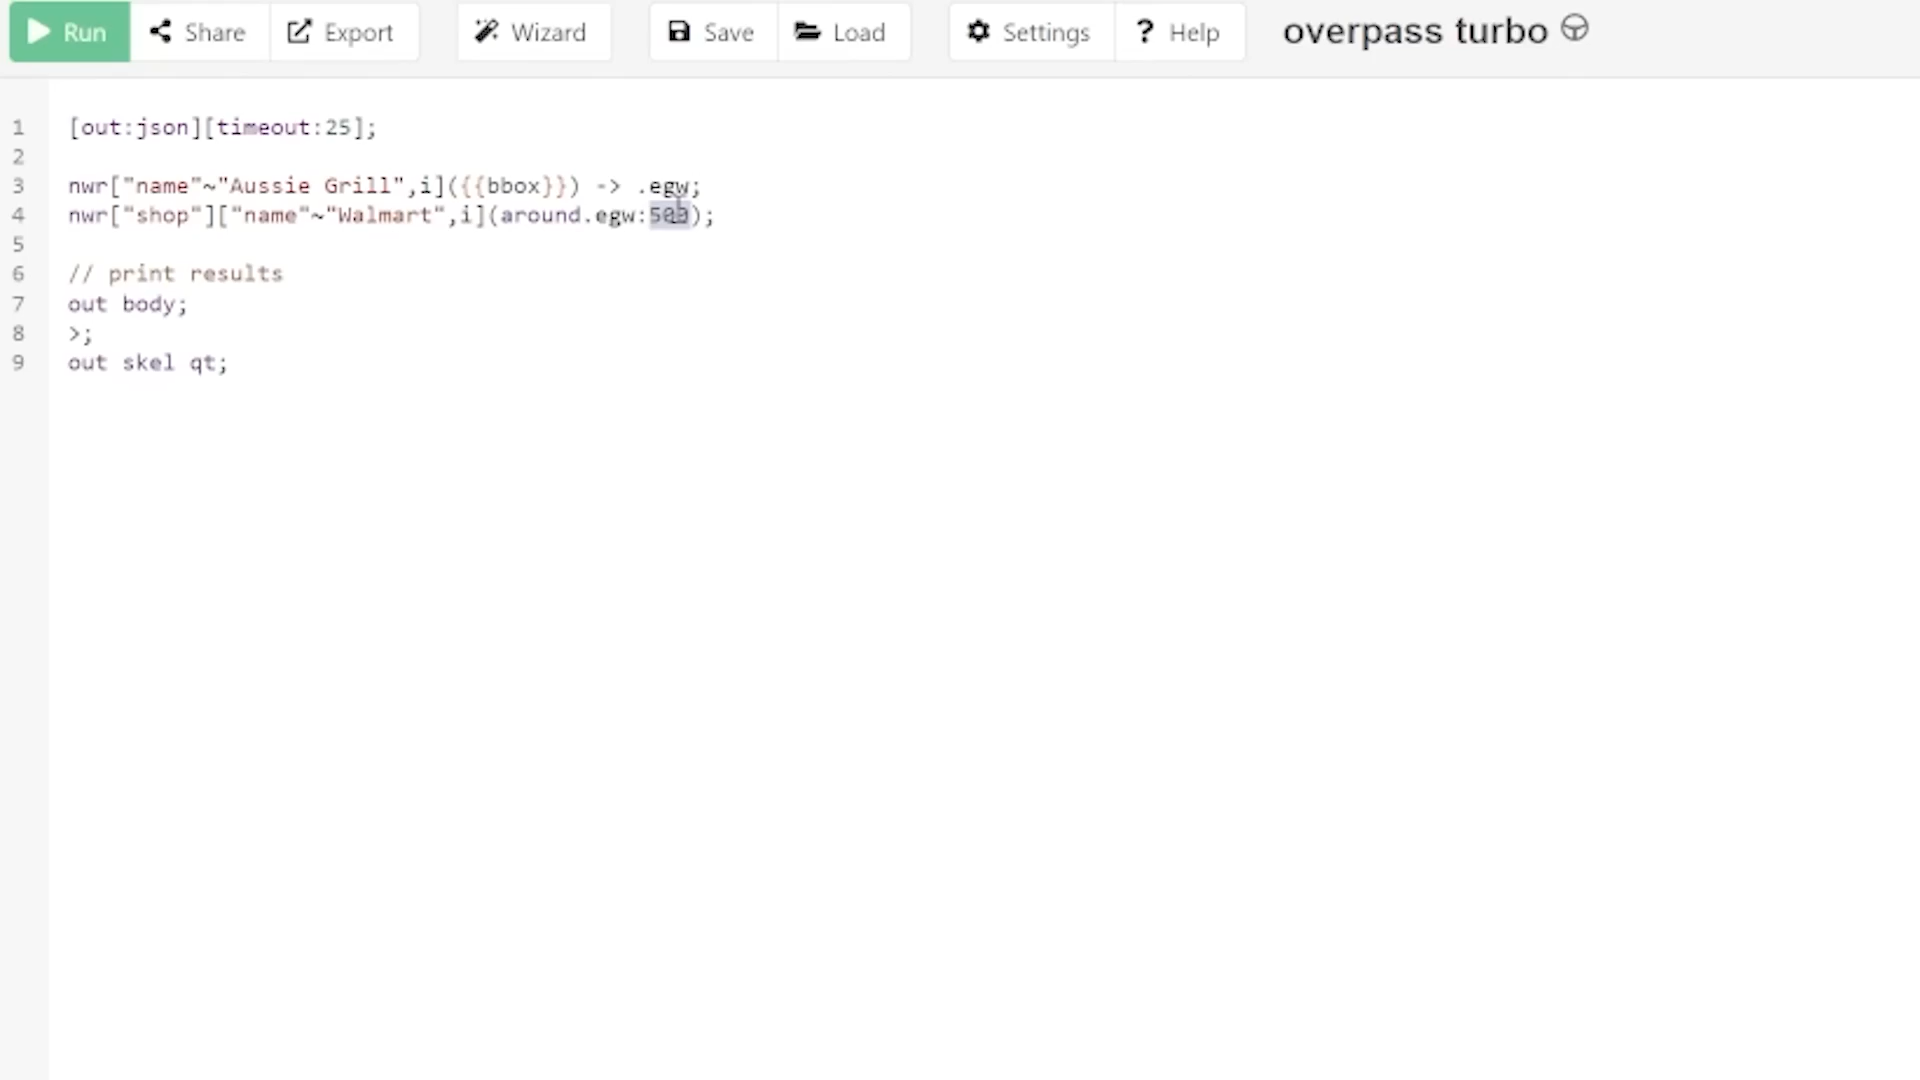 Run Share Export Wizard Save Load Settings ? Help overpass turbo
1 [out:json][timeout:25];
2
3 nwr["name"~"Aussie Grill",i]({{bbox}}) -> .egw;
4 nwr["shop"]["name"~"Walmart",i](around.egw:500);
5
6 // print results
7 out body;
8 >;
9 out skel qt;